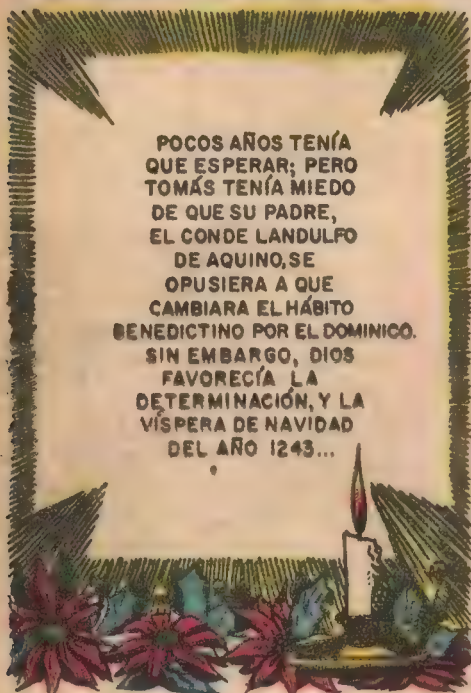 POCOS AÑOS TENÍA
QUE ESPERAR; PERO
TOMÁS TENÍA MIEDO
DE QUE SU PADRE,
EL CONDE LANDULFO
DE AQUINO, SE
OPUSIERA A QUE
CAMBIARA EL HÁBITO
BENEDICTINO POR EL DOMINICO.
SIN EMBARGO, DIOS
FAVORECÍA LA
DETERMINACIÓN, Y LA
VÍSPERA DE NAVIDAD
DEL AÑO 1243...